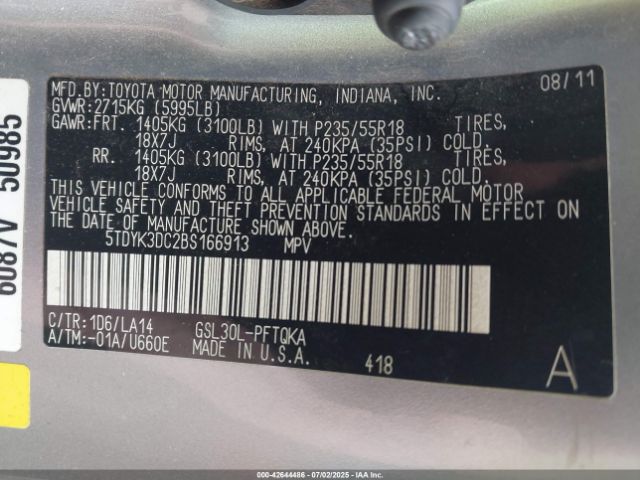 MFD.BY:TOYOTA MOTOR MANUFACTURING, INDIANA, INC. 08/11
GVWR:2715KG (5995LB)
GAWR:FRT. 1405KG (3100LB) WITH P235/55R18 TIRES,
18X7J RIMS, AT 240KPA (35PSI) COLD.
RR. 1405KG (3100LB) WITH P235/55R18 TIRES,
18X7J RIMS, AT 240KPA (35PSI) COLD.
THIS VEHICLE CONFORMS TO ALL APPLICABLE FEDERAL MOTOR
VEHICLE SAFETY AND THEFT PREVENTION STANDARDS IN EFFECT
ON THE DATE OF MANUFACTURE SHOWN ABOVE.
5TDYK3DC2BS166913 MPV
C/TR:1D6/LA14 GSL30L-PFTQKA
A/TM:-01A/U660E MADE IN U.S.A. 418
A
6087V 50985
000-42644486 - 07/02/2025 - IAAI.CA